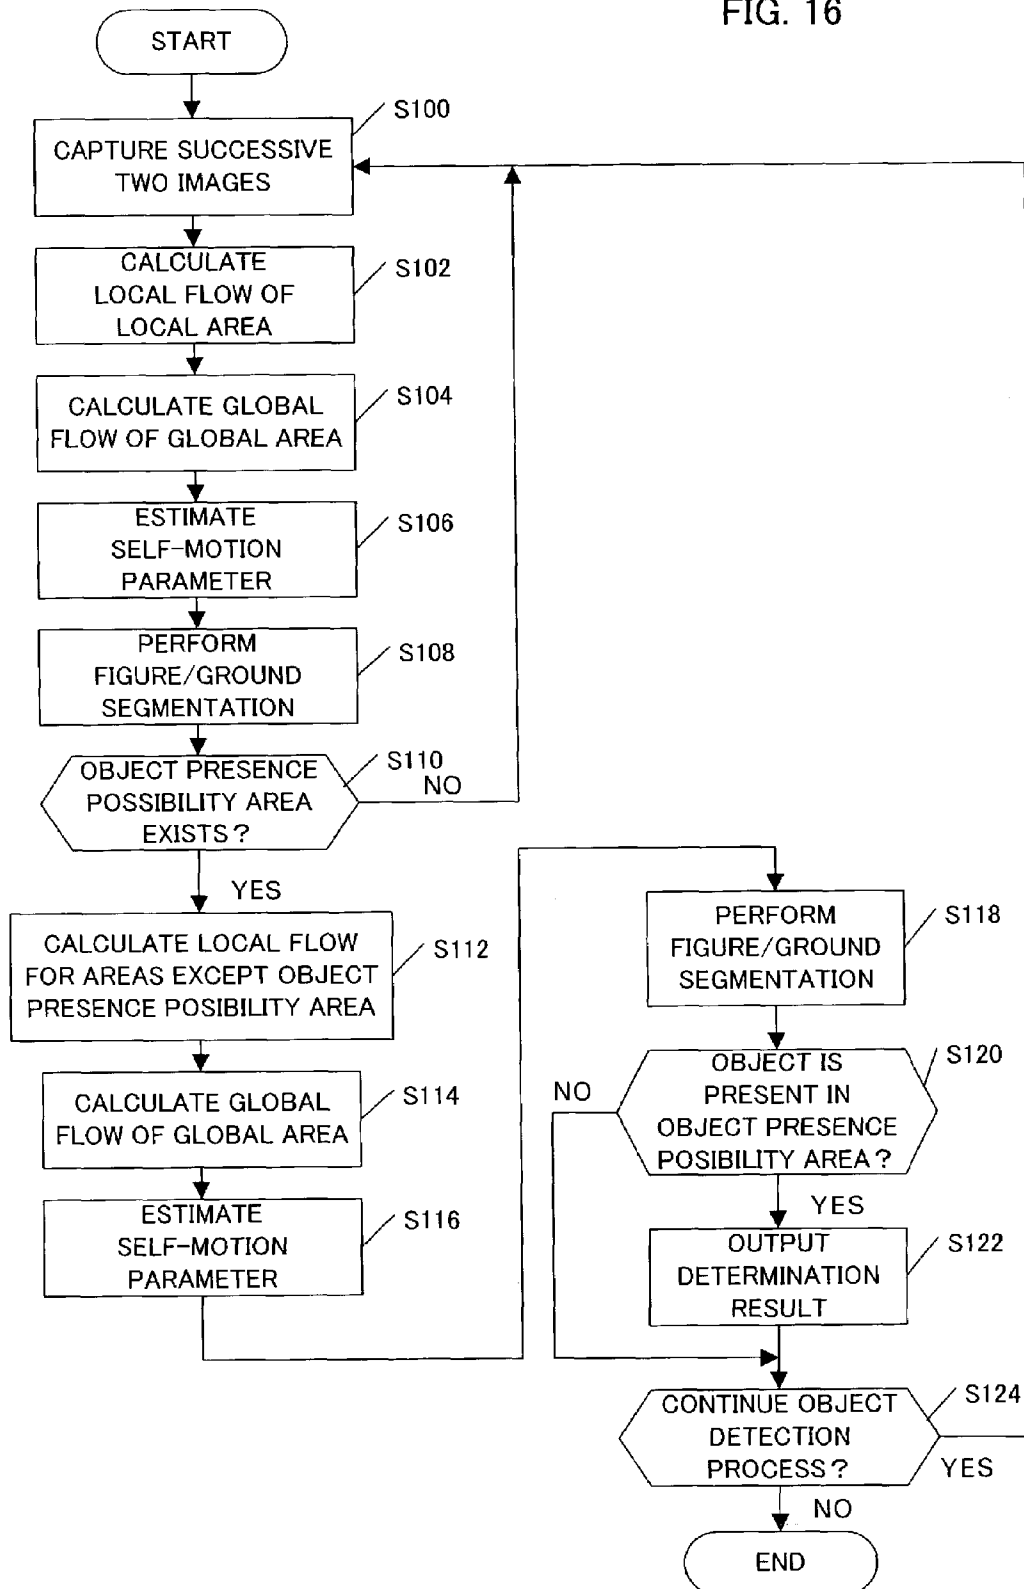 FIG. 16
START
S100
CAPTURE SUCCESSIVE
TWO IMAGES
S102
CALCULATE
LOCAL FLOW OF
LOCAL AREA
S104
CALCULATE GLOBAL
FLOW OF GLOBAL AREA
S106
ESTIMATE
SELF-MOTION
PARAMETER
S108
PERFORM
FIGURE/GROUND
SEGMENTATION
S110
OBJECT PRESENCE
POSSIBILITY AREA
EXISTS?
NO
YES
S112
CALCULATE LOCAL FLOW
FOR AREAS EXCEPT OBJECT
PRESENCE POSIBILITY AREA
S114
CALCULATE GLOBAL
FLOW OF GLOBAL AREA
S116
ESTIMATE
SELF-MOTION
PARAMETER
S118
PERFORM
FIGURE/GROUND
SEGMENTATION
S120
OBJECT IS
PRESENT IN
OBJECT PRESENCE
POSIBILITY AREA?
NO
YES
S122
OUTPUT
DETERMINATION
RESULT
S124
CONTINUE OBJECT
DETECTION
PROCESS?
YES
NO
END